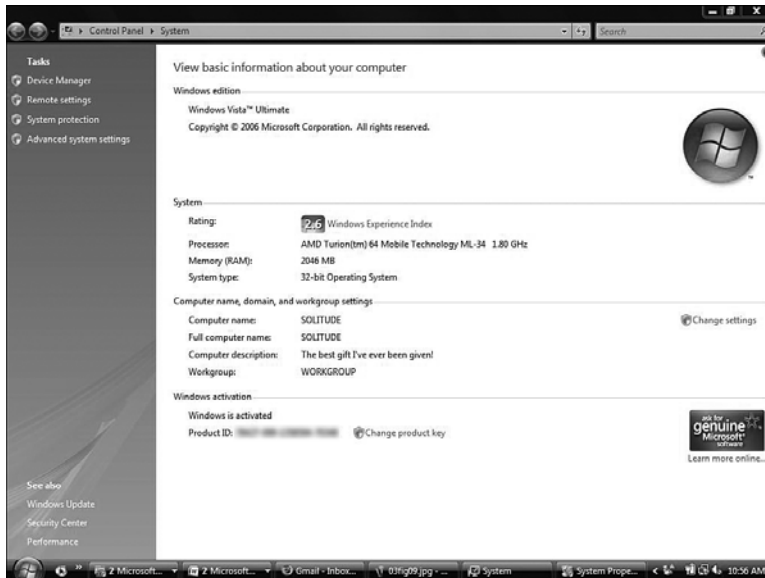 Control Panel ▸ System
Search
Tasks
Device Manager
Remote settings
System protection
Advanced system settings
See also
Windows Update
Security Center
Performance
View basic information about your computer
Windows edition
Windows Vista™ Ultimate
Copyright © 2006 Microsoft Corporation. All rights reserved.
System
Rating: 2.6 Windows Experience Index
Processor: AMD Turion(tm) 64 Mobile Technology ML-34 1.80 GHz
Memory (RAM): 2046 MB
System type: 32-bit Operating System
Computer name, domain, and workgroup settings
Computer name: SOLITUDE
Change settings
Full computer name: SOLITUDE
Computer description: The best gift I've ever been given!
Workgroup: WORKGROUP
Windows activation
Windows is activated
Product ID:
Change product key
ask for
genuine
Microsoft
software
Learn more online...
2 Microsoft... 2 Microsoft... Gmail - Inbox... 03fig09.jpg - ... System System Prope... 10:56 AM